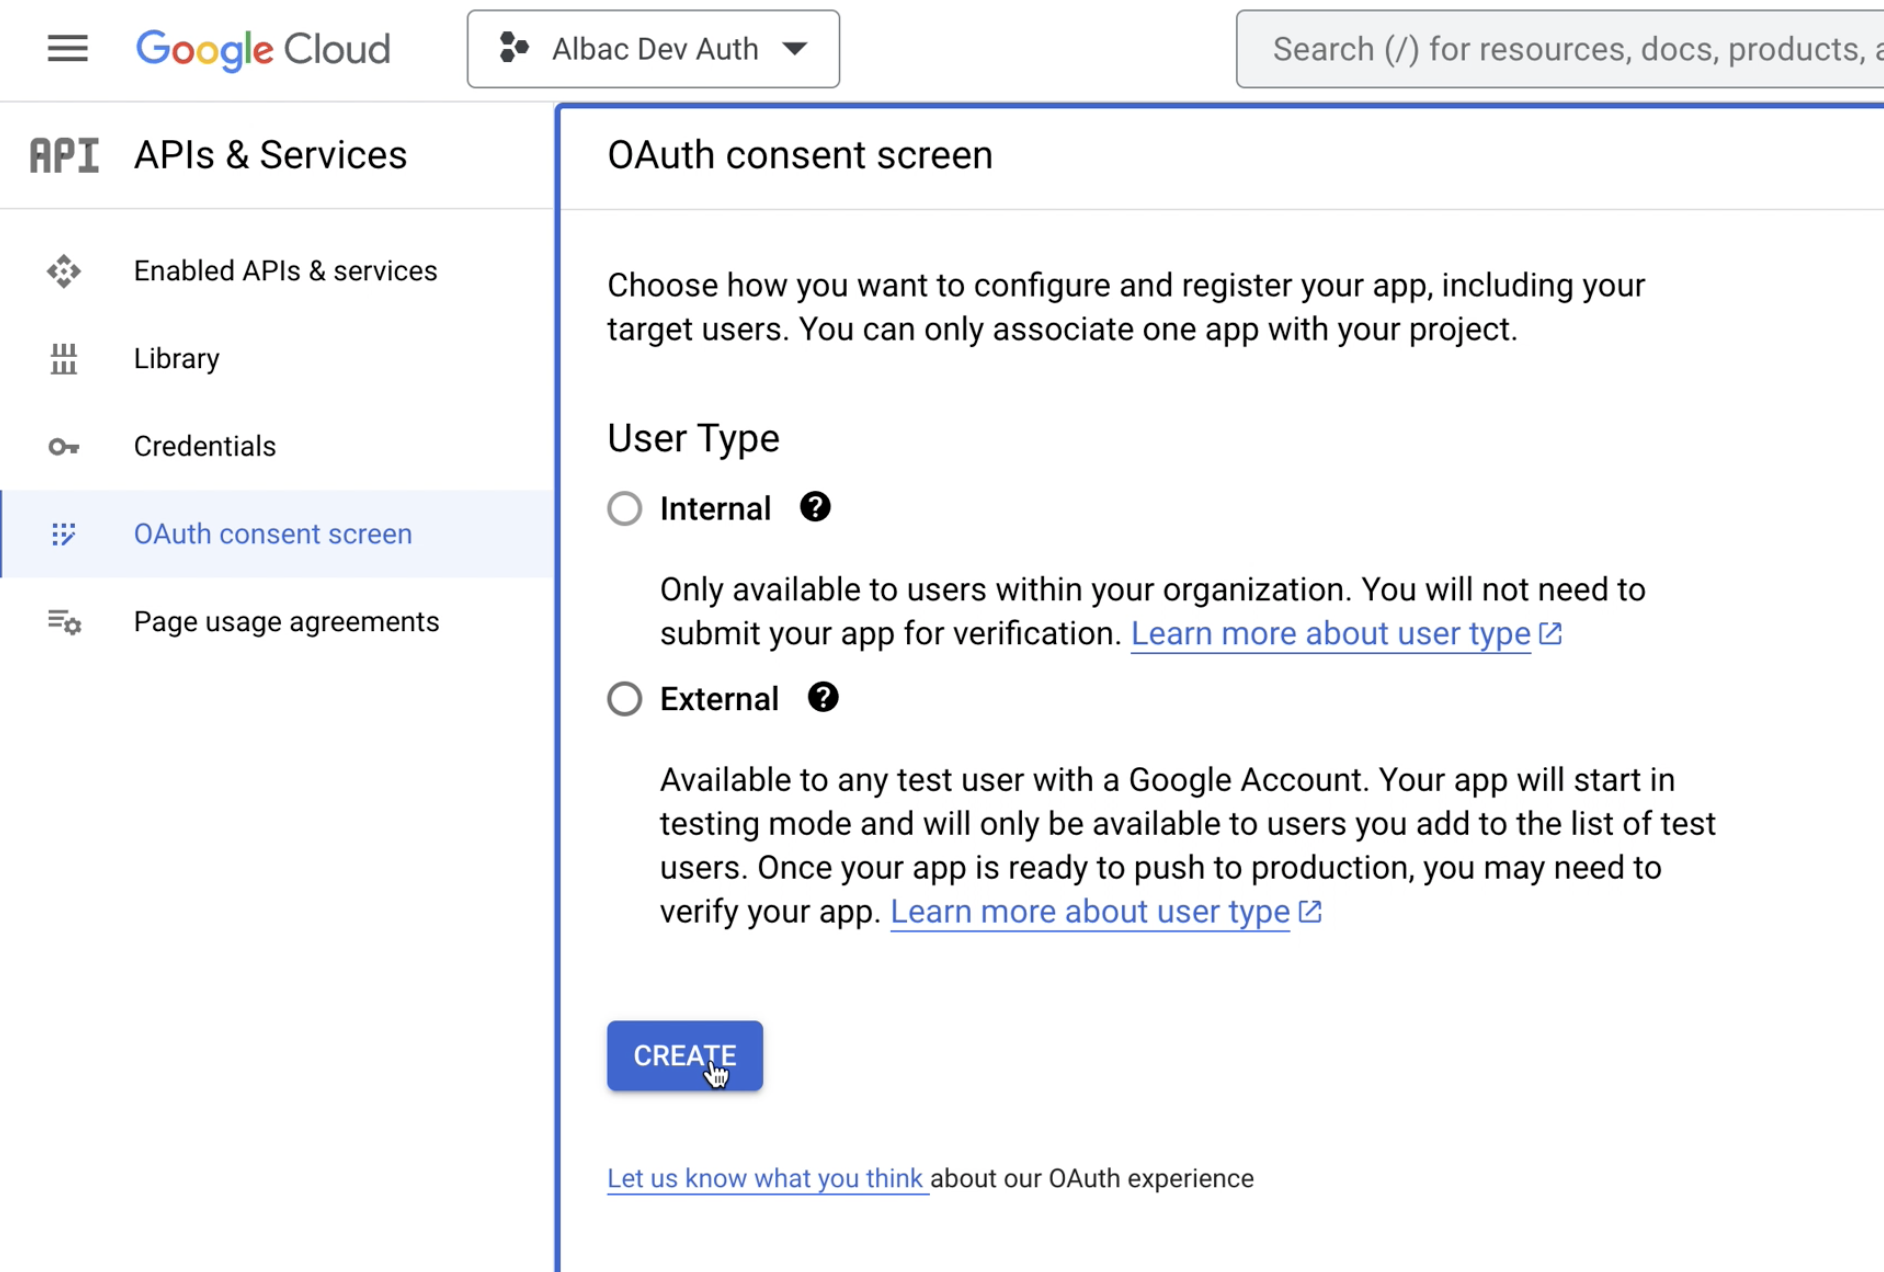 Google Cloud
Albac Dev Auth
Search (/) for resources, docs, products,
API
APIs & Services
Enabled APIs & services
Library
Credentials
OAuth consent screen
Page usage agreements
OAuth consent screen
Choose how you want to configure and register your app, including your
target users. You can only associate one app with your project.
User Type
Internal
Only available to users within your organization. You will not need to
submit your app for verification. Learn more about user type
External
Available to any test user with a Google Account. Your app will start in
testing mode and will only be available to users you add to the list of test
users. Once your app is ready to push to production, you may need to
verify your app. Learn more about user type
CREATE
Let us know what you think about our OAuth experience